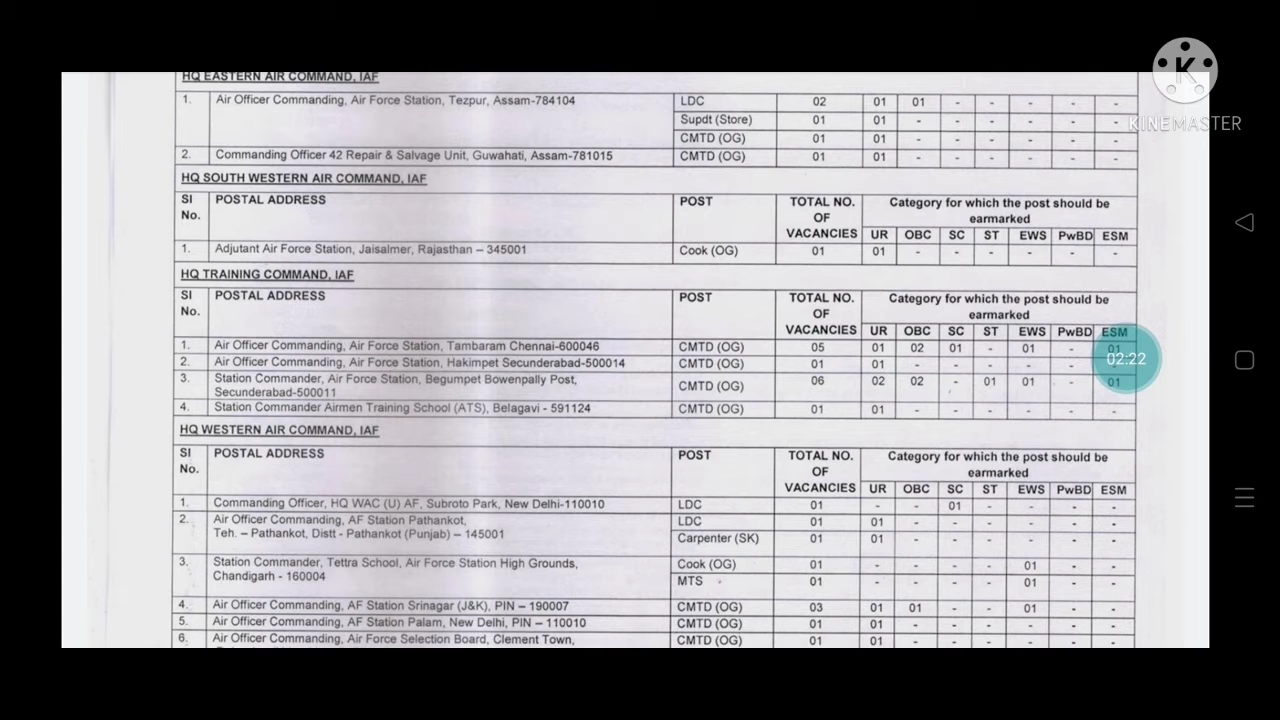 HQ EASTERN AIR COMMAND, IAF
1. Air Officer Commanding, Air Force Station, Tezpur, Assam-784104 LDC 02 01 01 - - - - -
Supdt (Store) 01 01 - - - - - -
CMTD (OG) 01 01 - - - - - -
2. Commanding Officer 42 Repair & Salvage Unit, Guwahati, Assam-781015 CMTD (OG) 01 01 - - - - - -
HQ SOUTH WESTERN AIR COMMAND, IAF
SI No. POSTAL ADDRESS POST TOTAL NO. OF VACANCIES Category for which the post should be earmarked
UR OBC SC ST EWS PwBD ESM
1. Adjutant Air Force Station, Jaisalmer, Rajasthan – 345001 Cook (OG) 01 01 - - - - - -
HQ TRAINING COMMAND, IAF
SI No. POSTAL ADDRESS POST TOTAL NO. OF VACANCIES Category for which the post should be earmarked
UR OBC SC ST EWS PwBD ESM
1. Air Officer Commanding, Air Force Station, Tambaram Chennai-600046 CMTD (OG) 05 01 02 01 - 01 - 01
2. Air Officer Commanding, Air Force Station, Hakimpet Secunderabad-500014 CMTD (OG) 01 01 - - - - - -
3. Station Commander, Air Force Station, Begumpet Bowenpally Post,
Secunderabad-500011 CMTD (OG) 06 02 02 - 01 01 - 01
4. Station Commander Airmen Training School (ATS), Belagavi - 591124 CMTD (OG) 01 01 - - - - - -
HQ WESTERN AIR COMMAND, IAF
SI No. POSTAL ADDRESS POST TOTAL NO. OF VACANCIES Category for which the post should be earmarked
UR OBC SC ST EWS PwBD ESM
1. Commanding Officer, HQ WAC (U) AF, Subroto Park, New Delhi-110010 LDC 01 - - 01 - - - -
2. Air Officer Commanding, AF Station Pathankot, LDC 01 01 - - - - - -
Teh. – Pathankot, Distt - Pathankot (Punjab) – 145001 Carpenter (SK) 01 01 - - - - - -
3. Station Commander, Tettra School, Air Force Station High Grounds, Cook (OG) 01 - - - - 01 - -
Chandigarh - 160004 MTS 01 - - - - 01 - -
4. Air Officer Commanding, AF Station Srinagar (J&K), PIN – 190007 CMTD (OG) 03 01 01 - - 01 - -
5. Air Officer Commanding, AF Station Palam, New Delhi, PIN – 110010 CMTD (OG) 01 01 - - - - - -
6. Air Officer Commanding, Air Force Selection Board, Clement Town, CMTD (OG) 01 01 - - - - - -
K
KINEMASTER
02:22